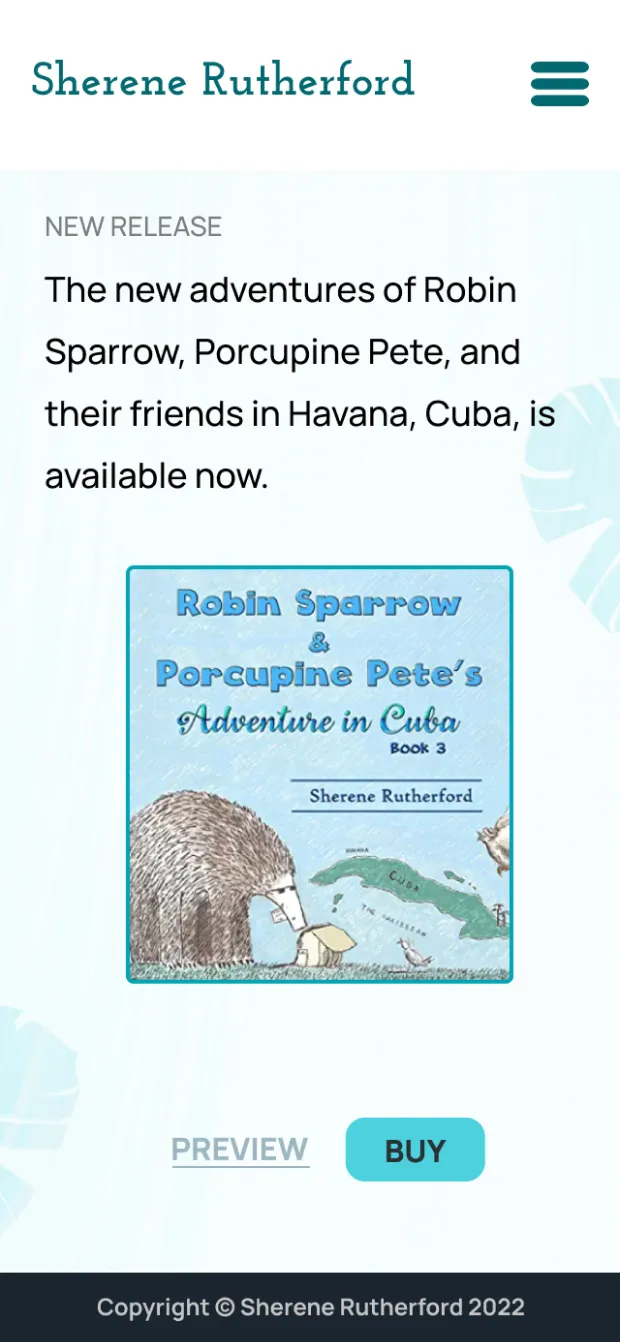 Sherene Rutherford
NEW RELEASE
The new adventures of Robin
Sparrow, Porcupine Pete, and
their friends in Havana, Cuba, is
available now.
Robin Sparrow
&
Porcupine Pete's
Adventure in Cuba
Book 3
Sherene Rutherford
HAVANA
CUBA
THE CARIBBEAN
PREVIEW
BUY
Copyright © Sherene Rutherford 2022